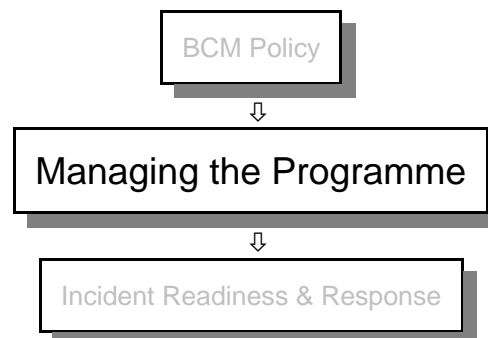 BCM Policy
⇩
Managing the Programme
⇩
Incident Readiness & Response